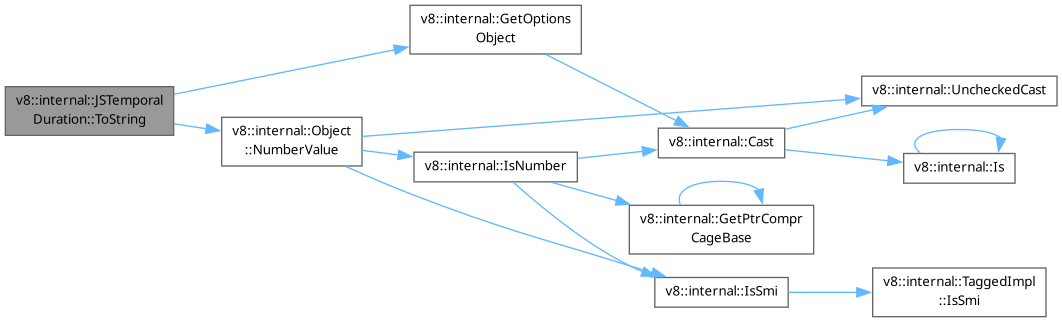 v8::internal::JSTemporal
Duration::ToString
v8::internal::GetOptions
Object
v8::internal::Object
::NumberValue
v8::internal::IsNumber
v8::internal::Cast
v8::internal::UncheckedCast
v8::internal::Is
v8::internal::GetPtrCompr
CageBase
v8::internal::IsSmi
v8::internal::TaggedImpl
::IsSmi